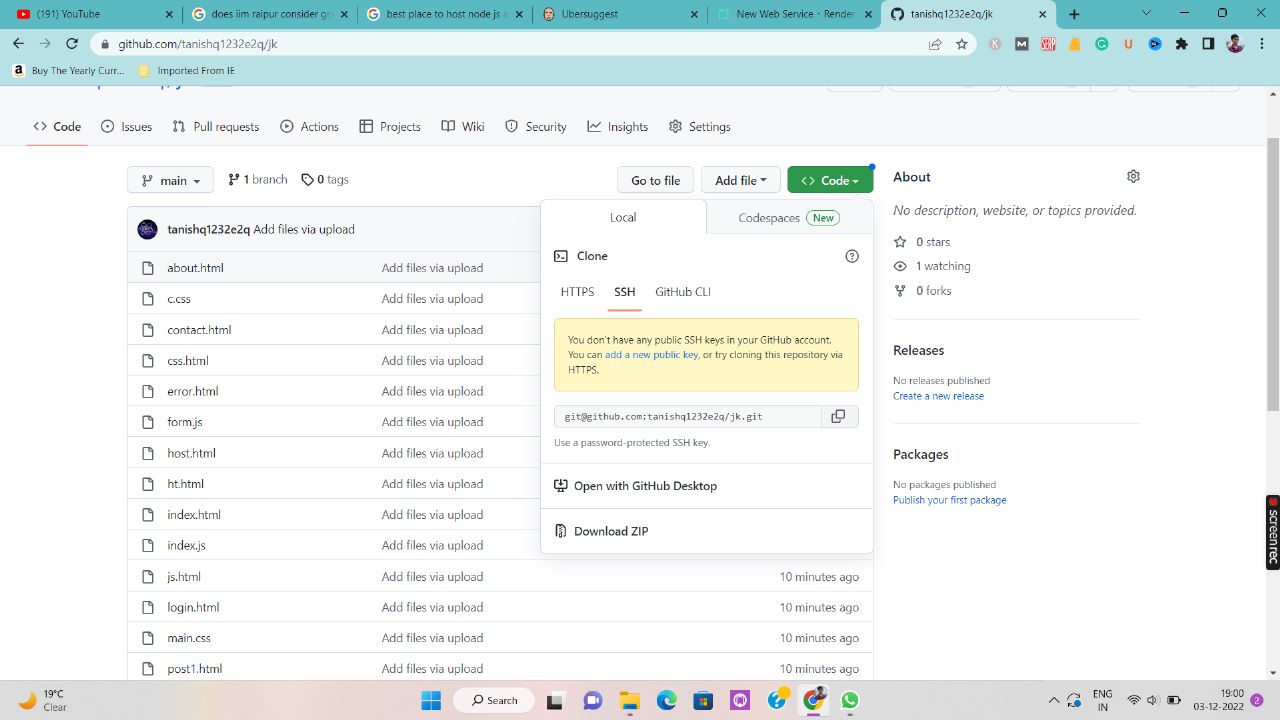 (191) YouTube
does iim raipur consider gra
best place to host node js a
Ubersuggest
New Web Service · Render
tanishq1232e2q/jk
github.com/tanishq1232e2q/jk
Buy The Yearly Curr...
Imported From IE
Code
Issues
Pull requests
Actions
Projects
Wiki
Security
Insights
Settings
main
1 branch
0 tags
Go to file
Add file
Code
About
Local
Codespaces New
No description, website, or topics provided.
tanishq1232e2q Add files via upload
0 stars
Clone
about.html Add files via upload
1 watching
HTTPS SSH GitHub CLI
0 forks
c.css Add files via upload
contact.html Add files via upload
You don't have any public SSH keys in your GitHub account.
You can add a new public key, or try cloning this repository via
HTTPS.
Releases
css.html Add files via upload
No releases published
error.html Add files via upload
Create a new release
git@github.com:tanishq1232e2q/jk.git
form.js Add files via upload
Use a password-protected SSH key.
host.html Add files via upload
Packages
ht.html Add files via upload
Open with GitHub Desktop
No packages published
Publish your first package
index.html Add files via upload
Download ZIP
index.js Add files via upload
js.html Add files via upload 10 minutes ago
login.html Add files via upload 10 minutes ago
main.css Add files via upload 10 minutes ago
post1.html Add files via upload 10 minutes ago
screenrec
19°C
Clear
Search
ENG
IN
19:00
03-12-2022
2